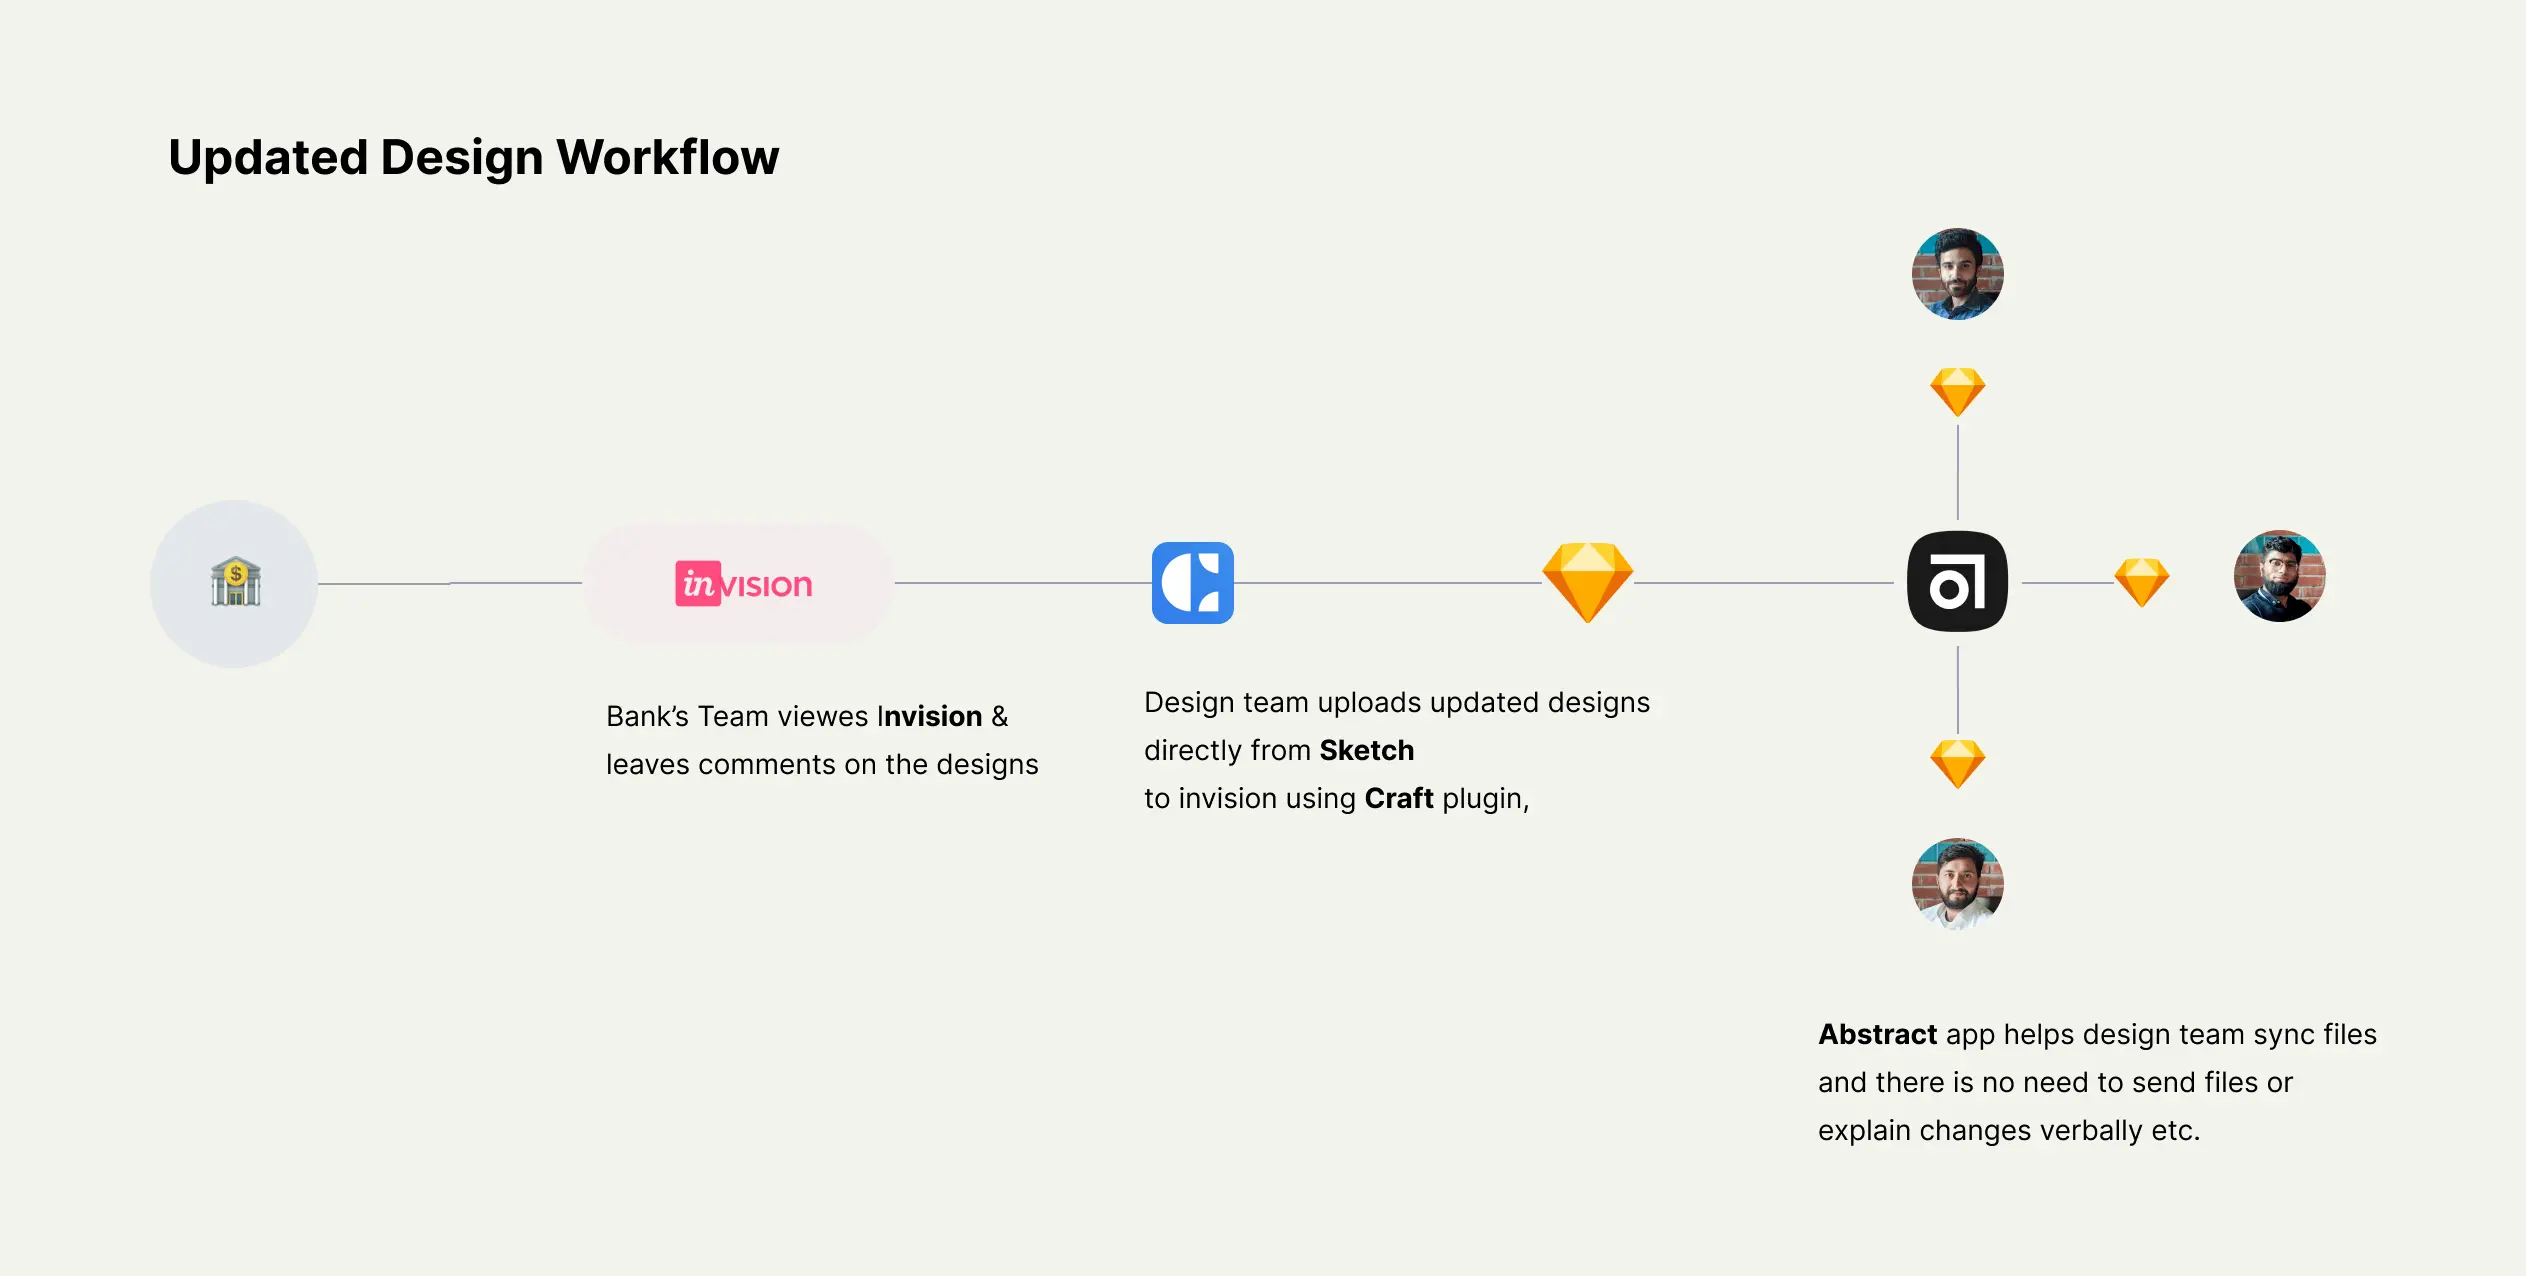 Updated Design Workflow
invision
Bank’s Team viewes Invision &
leaves comments on the designs
Design team uploads updated designs
directly from Sketch
to invision using Craft plugin,
Abstract app helps design team sync files
and there is no need to send files or
explain changes verbally etc.